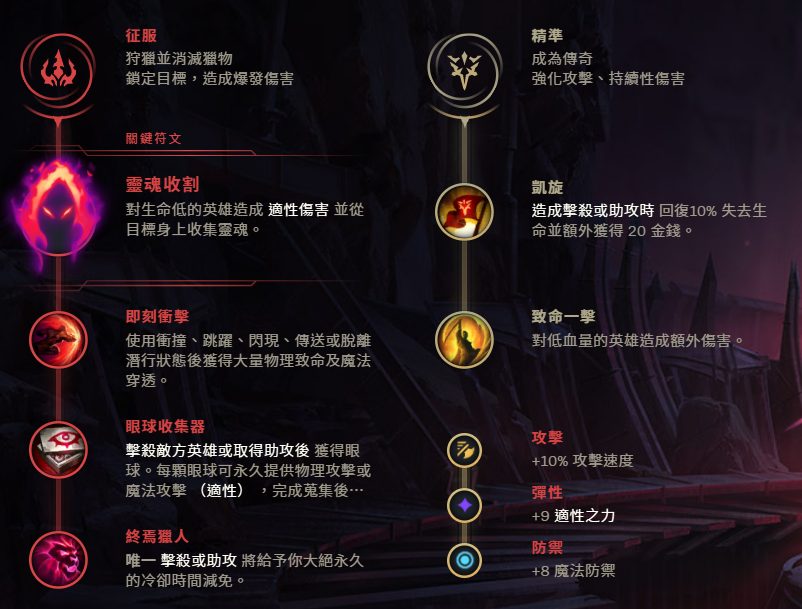 征服
狩獵並消滅獵物
鎖定目標，造成爆發傷害
關鍵符文
靈魂收割
對生命低的英雄造成 適性傷害 並從
目標身上收集靈魂。
即刻衝擊
使用衝撞、跳躍、閃現、傳送或脫離
潛行狀態後獲得大量物理致命及魔法
穿透。
眼球收集器
擊殺敵方英雄或取得助攻後 獲得眼
球。每顆眼球可永久提供物理攻擊或
魔法攻擊 （適性） ，完成蒐集後…
終焉獵人
唯一 擊殺或助攻 將給予你大絕永久
的冷卻時間減免。
精準
成為傳奇
強化攻擊、持續性傷害
凱旋
造成擊殺或助攻時 回復10% 失去生
命並額外獲得 20 金錢。
致命一擊
對低血量的英雄造成額外傷害。
攻擊
+10% 攻擊速度
彈性
+9 適性之力
防禦
+8 魔法防禦